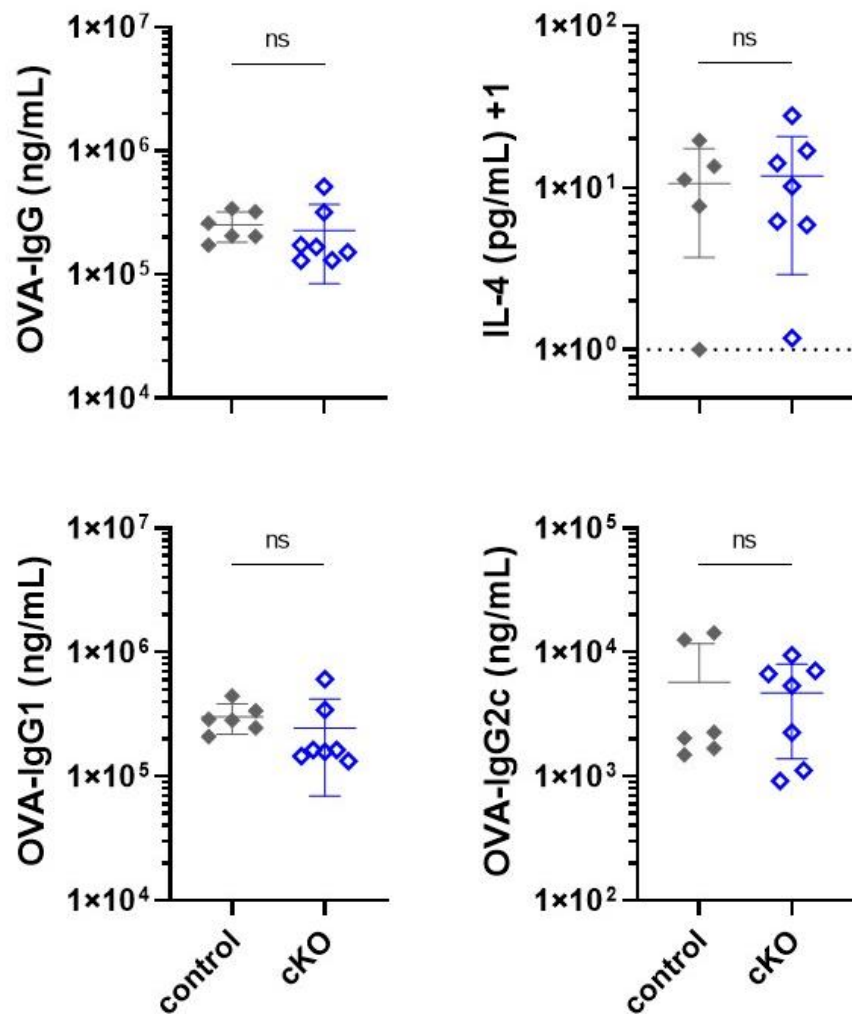 OVA-IgG (ng/mL)
1×10⁷
1×10⁶
1×10⁵
1×10⁴
ns
IL-4 (pg/mL) +1
1×10²
1×10¹
1×10⁰
ns
OVA-IgG1 (ng/mL)
1×10⁷
1×10⁶
1×10⁵
1×10⁴
ns
control
cKO
OVA-IgG2c (ng/mL)
1×10⁵
1×10⁴
1×10³
1×10²
ns
control
cKO